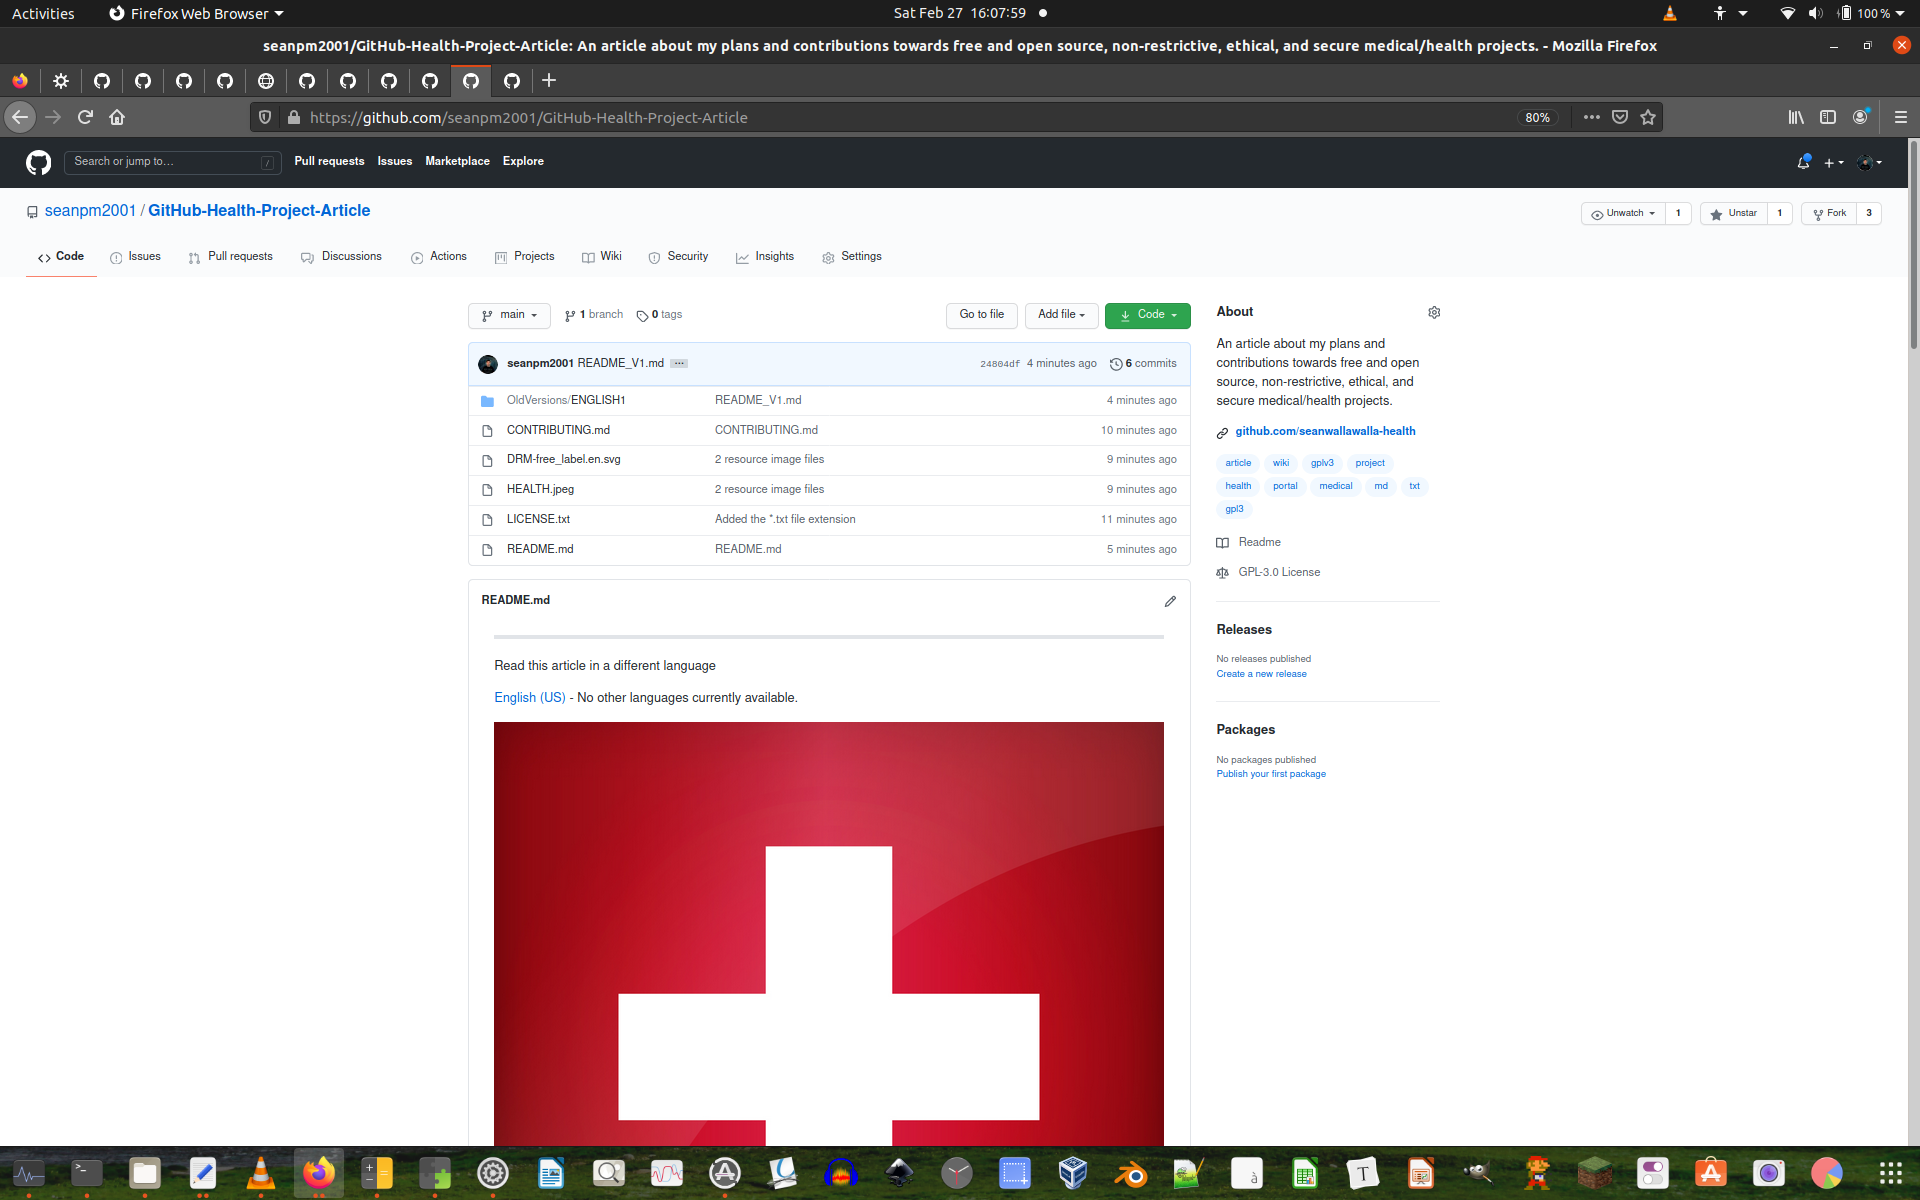 Activities Firefox Web Browser Sat Feb 27 16:07:59 100 %
seanpm2001/GitHub-Health-Project-Article: An article about my plans and contributions towards free and open source, non-restrictive, ethical, and secure medical/health projects. - Mozilla Firefox
https://github.com/seanpm2001/GitHub-Health-Project-Article 80%
Search or jump to… / Pull requests Issues Marketplace Explore
seanpm2001 / GitHub-Health-Project-Article Unwatch 1 Unstar 1 Fork 3
Code Issues Pull requests Discussions Actions Projects Wiki Security Insights Settings
main 1 branch 0 tags Go to file Add file Code
seanpm2001 README_V1.md 24804df 4 minutes ago 6 commits
OldVersions/ENGLISH1 README_V1.md 4 minutes ago
CONTRIBUTING.md CONTRIBUTING.md 10 minutes ago
DRM-free_label.en.svg 2 resource image files 9 minutes ago
HEALTH.jpeg 2 resource image files 9 minutes ago
LICENSE.txt Added the *.txt file extension 11 minutes ago
README.md README.md 5 minutes ago
README.md
Read this article in a different language
English (US) - No other languages currently available.
About
An article about my plans and
contributions towards free and open
source, non-restrictive, ethical, and
secure medical/health projects.
github.com/seanwallawalla-health
article wiki gplv3 project
health portal medical md txt
gpl3
Readme
GPL-3.0 License
Releases
No releases published
Create a new release
Packages
No packages published
Publish your first package